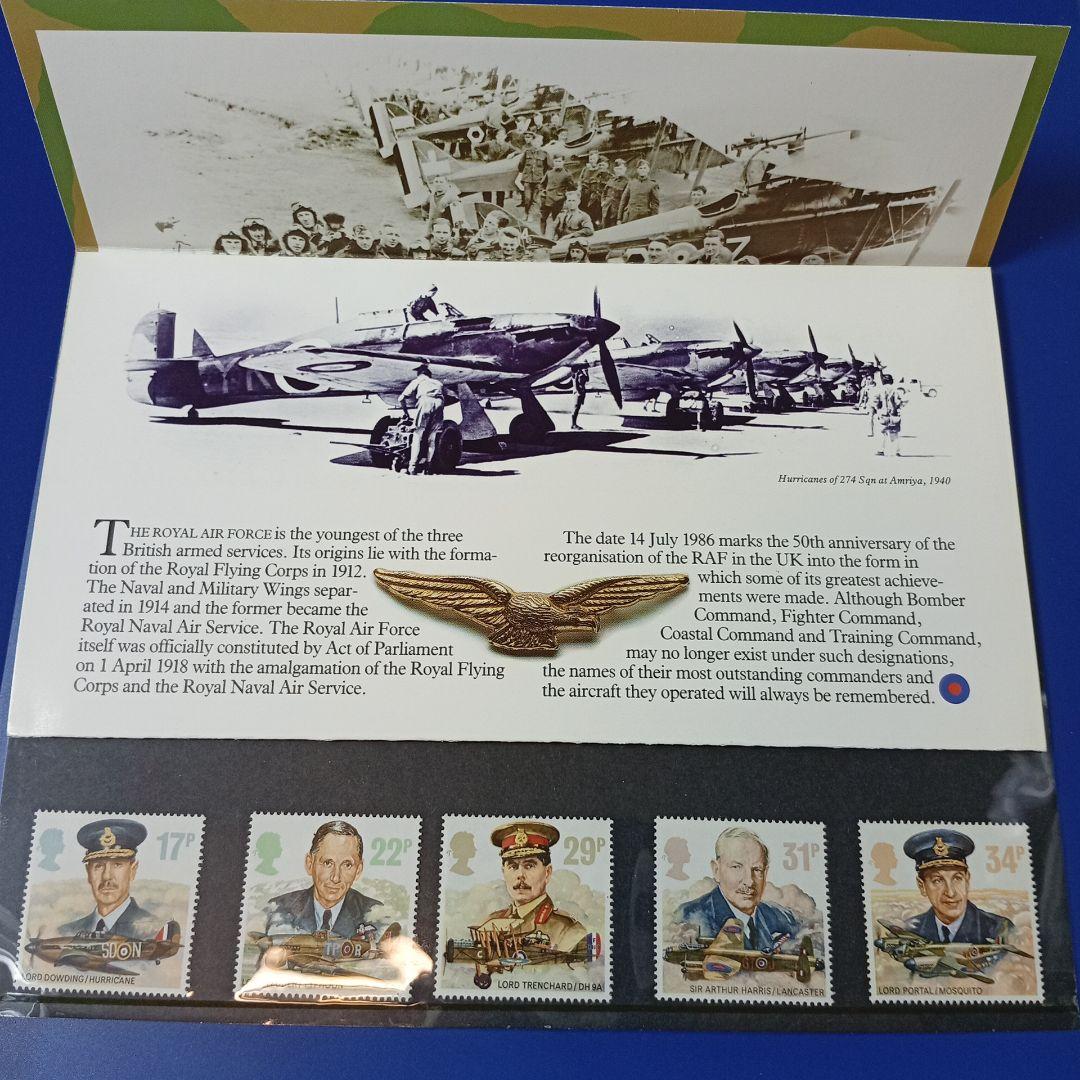 Hurricanes of 274 Sqn at Amriya, 1940
THE ROYAL AIR FORCE is the youngest of the three
British armed services. Its origins lie with the forma-
tion of the Royal Flying Corps in 1912.
The Naval and Military Wings separ-
ated in 1914 and the former became the
Royal Naval Air Service. The Royal Air Force
itself was officially constituted by Act of Parliament
on 1 April 1918 with the amalgamation of the Royal Flying
Corps and the Royal Naval Air Service.
The date 14 July 1986 marks the 50th anniversary of the
reorganisation of the RAF in the UK into the form in
which some of its greatest achieve-
ments were made. Although Bomber
Command, Fighter Command,
Coastal Command and Training Command,
may no longer exist under such designations,
the names of their most outstanding commanders and
the aircraft they operated will always be remembered.
17P
SD N
LORD DOWDING/HURRICANE
22P
TP R
29P
LORD TRENCHARD/DH 9A
31P
SIR ARTHUR HARRIS/LANCASTER
34P
LORD PORTAL/MOSQUITO